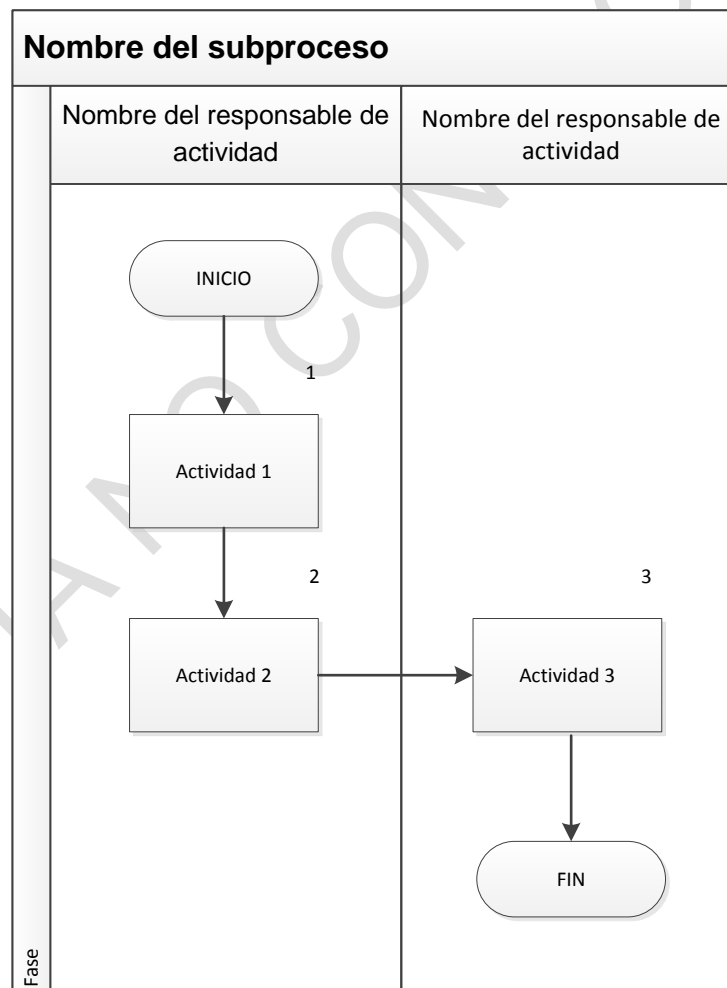 Nombre del subproceso
Nombre del responsable de
actividad
Nombre del responsable de
actividad
INICIO
1
Actividad 1
2
3
Actividad 2
Actividad 3
FIN
Fase